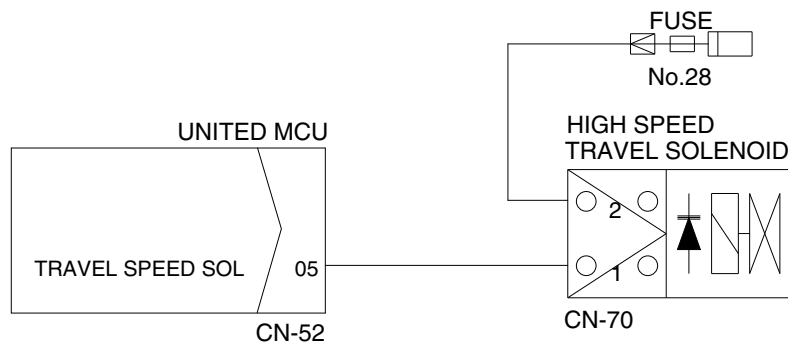 FUSE
No.28
UNITED MCU
HIGH SPEED
TRAVEL SOLENOID
2
TRAVEL SPEED SOL 05
1
CN-52
CN-70